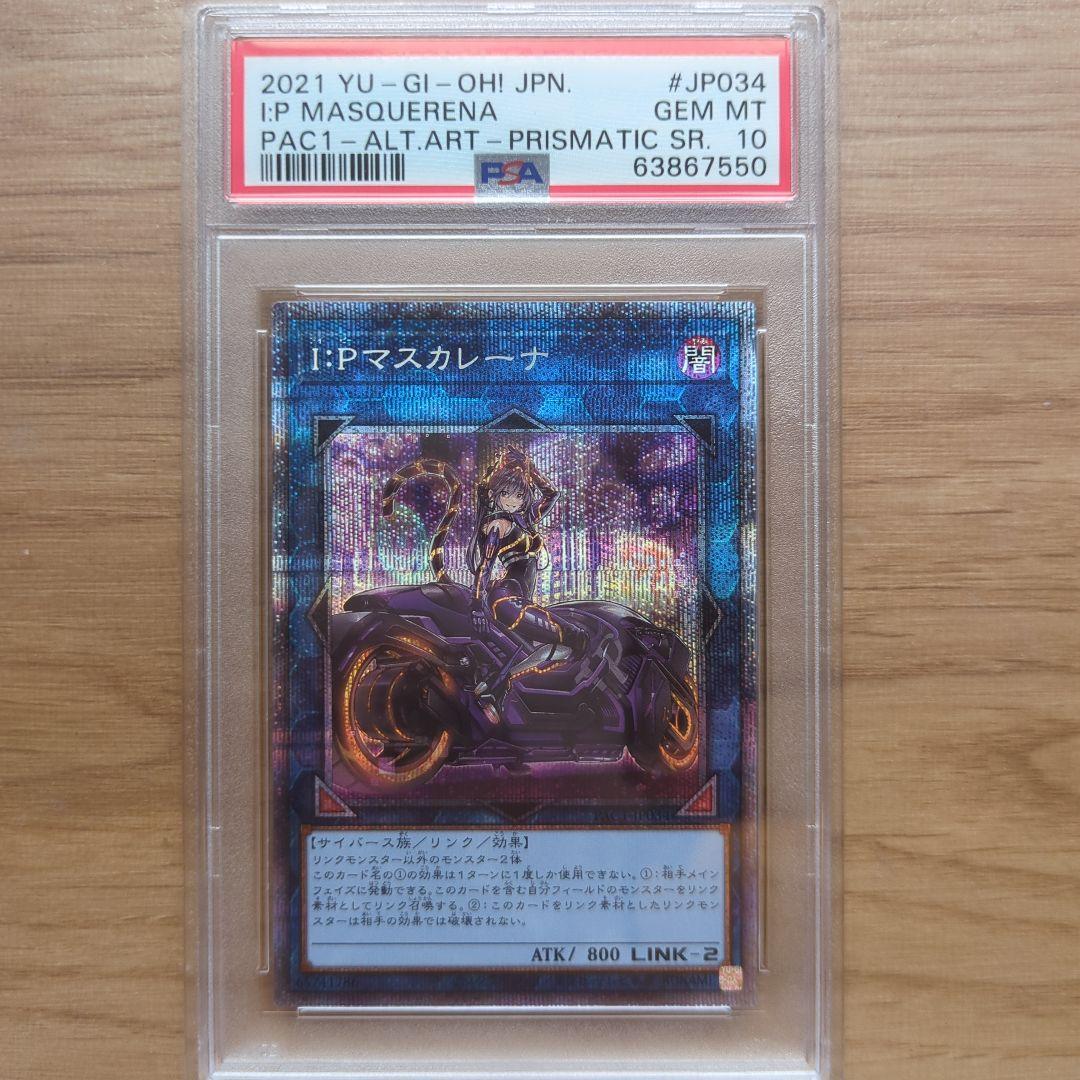 2021 YU-GI-OH! JPN. #JP034
I:P MASQUERENA GEM MT
PAC1-ALT.ART-PRISMATIC SR. 10
PSA 63867550
I:Pマスカレーナ 闇
PAC1-JP034
【サイバース族/リンク/効果】
リンクモンスター以外のモンスター2体
このカード名の①の効果は1ターンに1度しか使用できない。①:相手メイン
フェイズに発動できる。このカードを含む自分フィールドのモンスターをリンク
素材としてリンク召喚する。②:このカードをリンク素材としたリンクモン
スターは相手の効果では破壊されない。
ATK/ 800 LINK-2